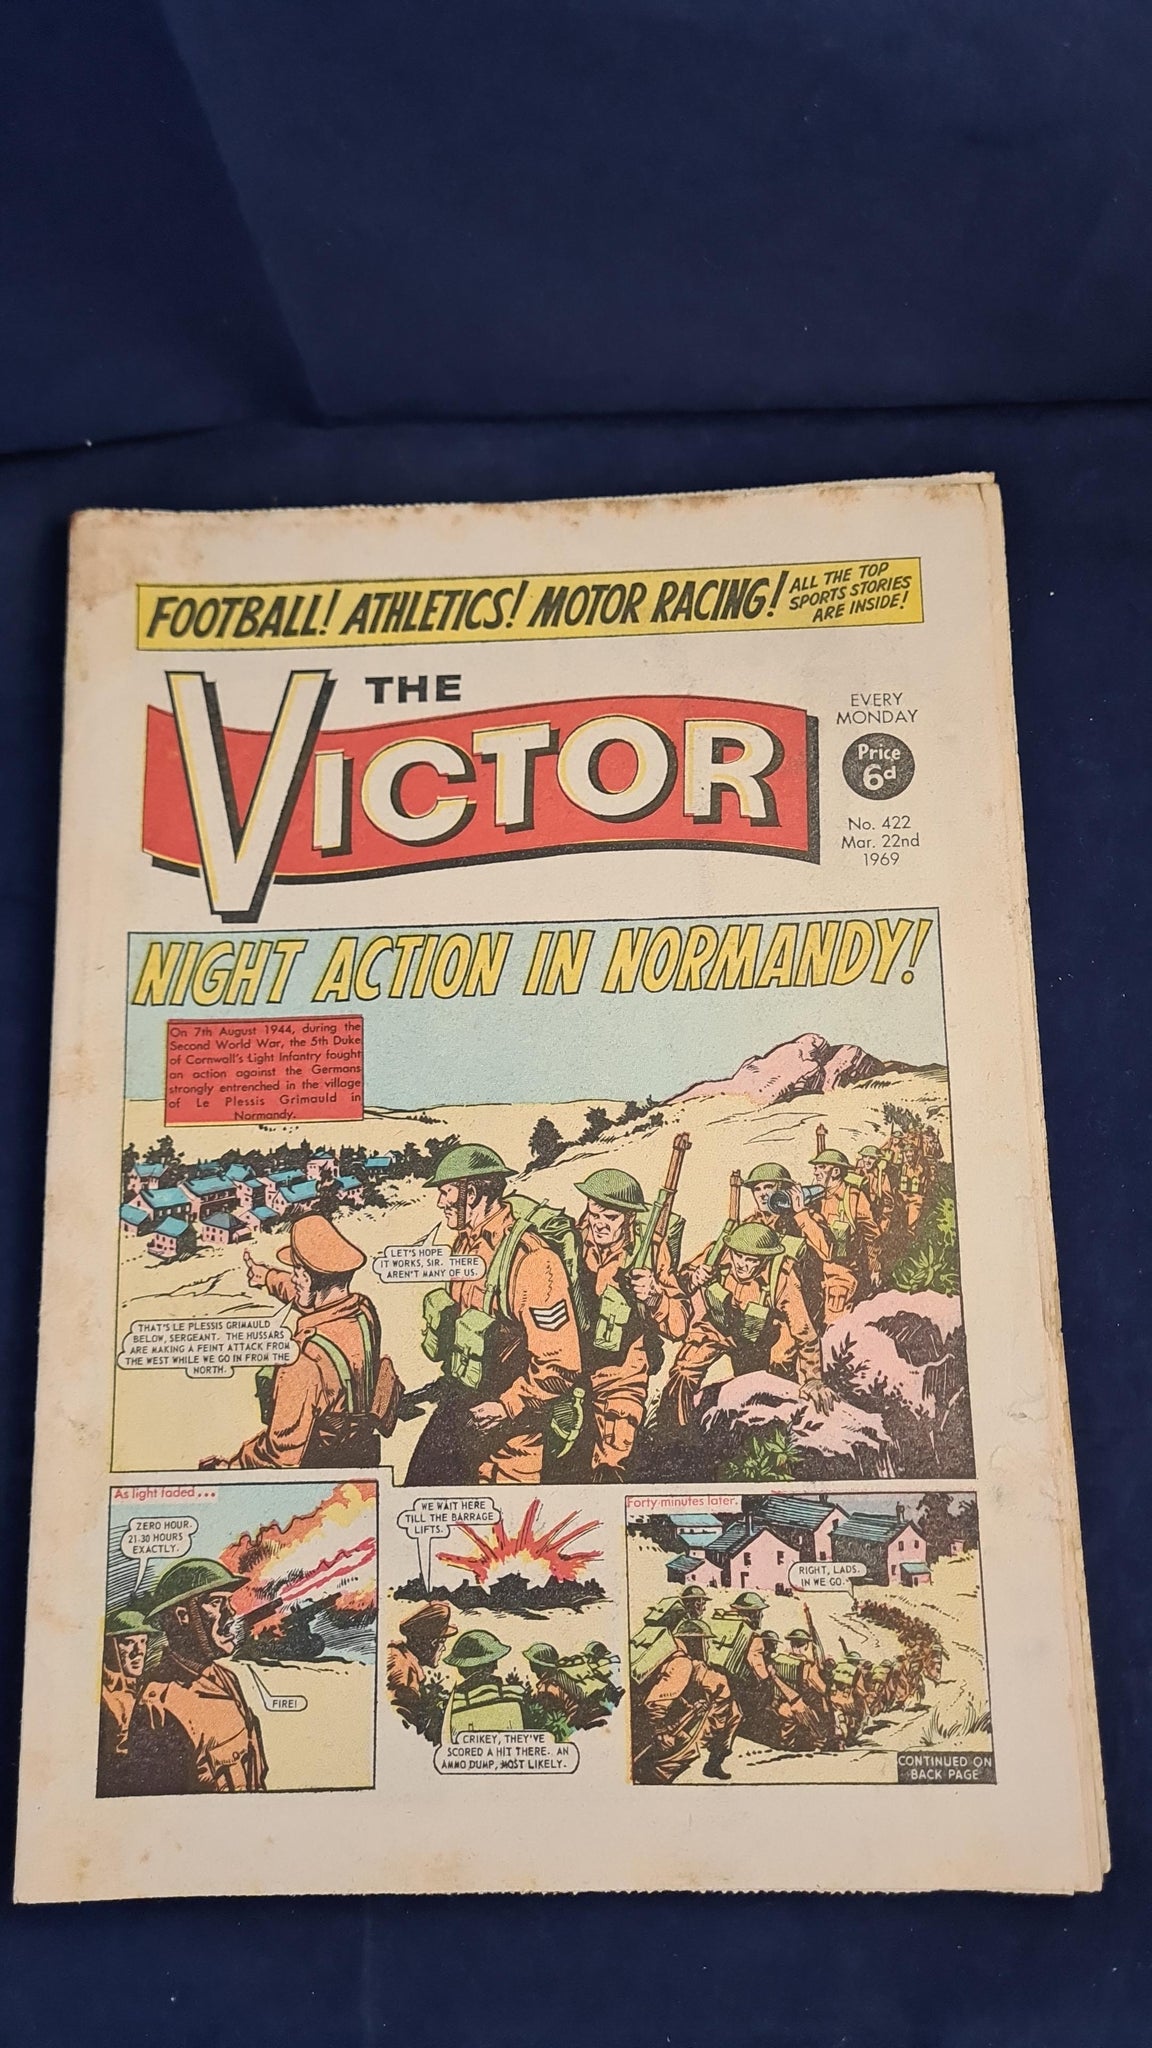 FOOTBALL! ATHLETICS! MOTOR RACING!
ALL THE TOP
SPORTS STORIES
ARE INSIDE!
THE
VICTOR
EVERY
MONDAY
Price
6d
No. 422
Mar. 22nd
1969
NIGHT ACTION IN NORMANDY!
On 7th August 1944, during the
Second World War, the 5th Duke
of Cornwall's Light Infantry fought
an action against the Germans
strongly entrenched in the village
of Le Plessis Grimauld in
Normandy.
LET'S HOPE
IT WORKS, SIR. THERE
AREN'T MANY OF US.
THAT'S LE PLESSIS GRIMAULD
BELOW, SERGEANT. THE HUSSARS
ARE MAKING A FEINT ATTACK FROM
THE WEST WHILE WE GO IN FROM THE
NORTH.
As light faded...
ZERO HOUR.
21·30 HOURS
EXACTLY.
FIRE!
WE WAIT HERE
TILL THE BARRAGE
LIFTS.
CRIKEY, THEY'VE
SCORED A HIT THERE. AN
AMMO DUMP, MOST LIKELY.
Forty minutes later.
RIGHT, LADS.
IN WE GO.
CONTINUED ON
BACK PAGE